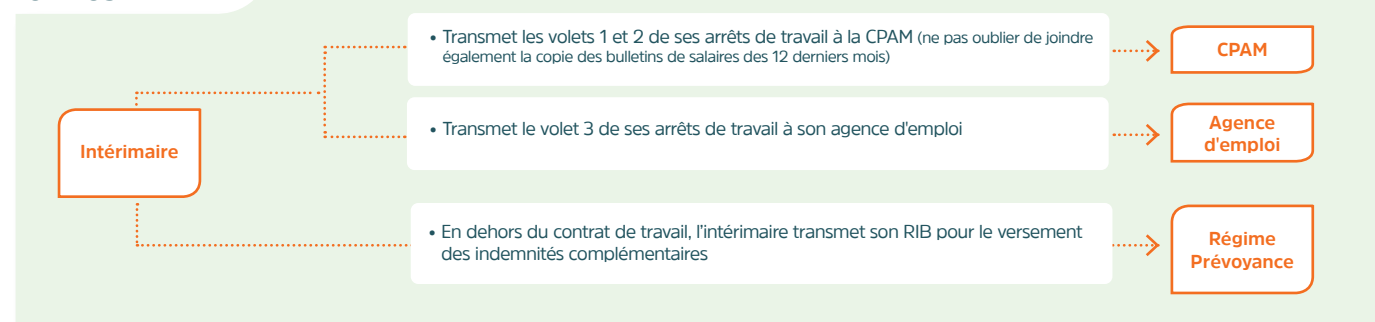 • Transmet les volets 1 et 2 de ses arrêts de travail à la CPAM (ne pas oublier de joindre
également la copie des bulletins de salaires des 12 derniers mois)
CPAM
Intérimaire
• Transmet le volet 3 de ses arrêts de travail à son agence d'emploi
Agence
d'emploi
• En dehors du contrat de travail, l'intérimaire transmet son RIB pour le versement
des indemnités complémentaires
Régime
Prévoyance